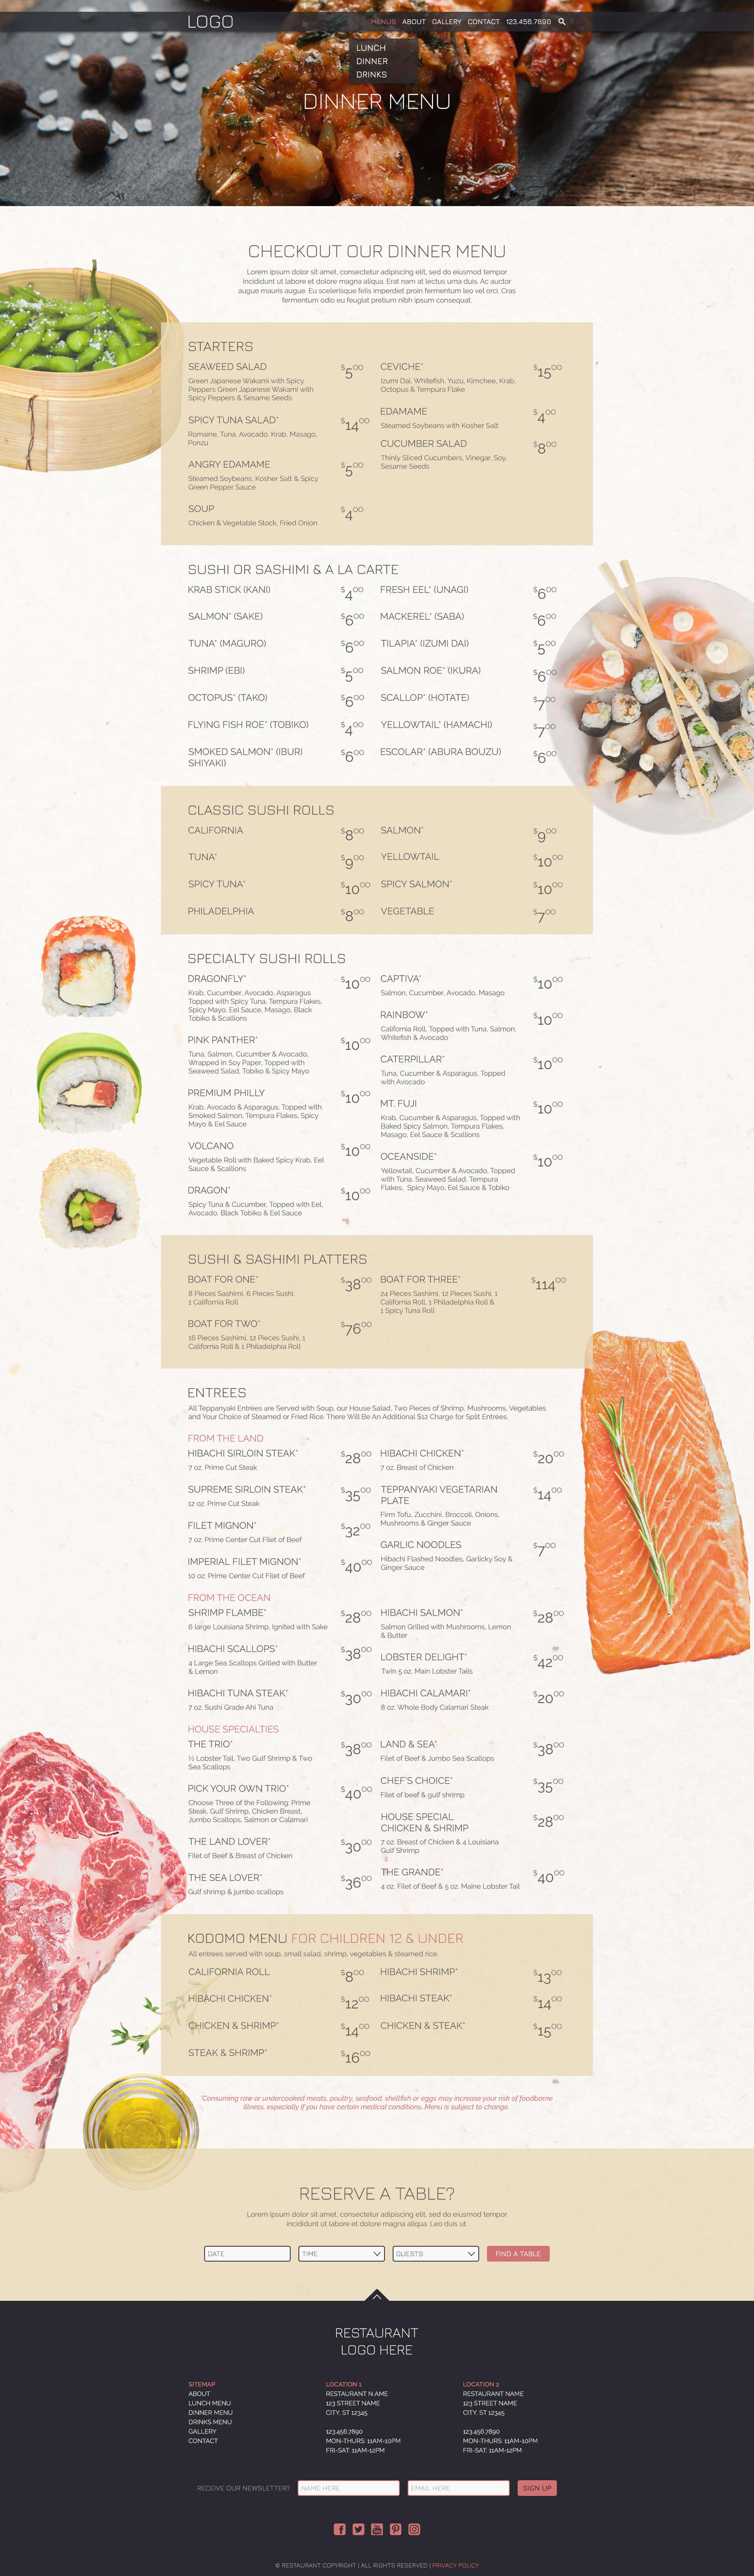 LOGO
MENUS ABOUT GALLERY CONTACT 123.456.7890
LUNCH
DINNER
DRINKS
DINNER MENU
CHECKOUT OUR DINNER MENU
Lorem ipsum dolor sit amet, consectetur adipiscing elit, sed do eiusmod tempor
incididunt ut labore et dolore magna aliqua. Erat nam at lectus urna duis. Ac auctor
augue mauris augue. Eu scelerisque felis imperdiet proin fermentum leo vel orci. Cras
fermentum odio eu feugiat pretium nibh ipsum consequat.
STARTERS
SEAWEED SALAD $5.00
Green Japanese Wakami with Spicy
Peppers Green Japanese Wakami with
Spicy Peppers & Sesame Seeds
SPICY TUNA SALAD* $14.00
Romaine, Tuna, Avocado, Krab, Masago,
Ponzu
ANGRY EDAMAME $5.00
Steamed Soybeans, Kosher Salt & Spicy
Green Pepper Sauce
SOUP $4.00
Chicken & Vegetable Stock, Fried Onion
CEVICHE* $15.00
Izumi Dai, Whitefish, Yuzu, Kimchee, Krab,
Octopus & Tempura Flake
EDAMAME $4.00
Steamed Soybeans with Kosher Salt
CUCUMBER SALAD $8.00
Thinly Sliced Cucumbers, Vinegar, Soy,
Sesame Seeds
SUSHI OR SASHIMI & A LA CARTE
KRAB STICK (KANI) $4.00
SALMON* (SAKE) $6.00
TUNA* (MAGURO) $6.00
SHRIMP (EBI) $5.00
OCTOPUS* (TAKO) $6.00
FLYING FISH ROE* (TOBIKO) $4.00
SMOKED SALMON* (IBURI $6.00
SHIYAKI)
FRESH EEL* (UNAGI) $6.00
MACKEREL* (SABA) $6.00
TILAPIA* (IZUMI DAI) $5.00
SALMON ROE* (IKURA) $6.00
SCALLOP* (HOTATE) $7.00
YELLOWTAIL* (HAMACHI) $7.00
ESCOLAR* (ABURA BOUZU) $6.00
CLASSIC SUSHI ROLLS
CALIFORNIA $8.00
TUNA* $9.00
SPICY TUNA* $10.00
PHILADELPHIA $8.00
SALMON* $9.00
YELLOWTAIL $10.00
SPICY SALMON* $10.00
VEGETABLE $7.00
SPECIALTY SUSHI ROLLS
DRAGONFLY* $10.00
Krab, Cucumber, Avocado, Asparagus
Topped with Spicy Tuna, Tempura Flakes,
Spicy Mayo, Eel Sauce, Masago, Black
Tobiko & Scallions
PINK PANTHER* $10.00
Tuna, Salmon, Cucumber & Avocado,
Wrapped in Soy Paper, Topped with
Seaweed Salad, Tobiko & Spicy Mayo
PREMIUM PHILLY $10.00
Krab, Avocado & Asparagus, Topped with
Smoked Salmon, Tempura Flakes, Spicy
Mayo & Eel Sauce
VOLCANO $10.00
Vegetable Roll with Baked Spicy Krab, Eel
Sauce & Scallions
DRAGON* $10.00
Spicy Tuna & Cucumber, Topped with Eel,
Avocado, Black Tobiko & Eel Sauce
CAPTIVA* $10.00
Salmon, Cucumber, Avocado, Masago
RAINBOW* $10.00
California Roll, Topped with Tuna, Salmon,
Whitefish & Avocado
CATERPILLAR* $10.00
Tuna, Cucumber & Asparagus, Topped
with Avocado
MT. FUJI $10.00
Krab, Cucumber & Asparagus, Topped with
Baked Spicy Salmon, Tempura Flakes,
Masago, Eel Sauce & Scallions
OCEANSIDE* $10.00
Yellowtail, Cucumber & Avocado, Topped
with Tuna, Seaweed Salad, Tempura
Flakes, Spicy Mayo, Eel Sauce & Tobiko
SUSHI & SASHIMI PLATTERS
BOAT FOR ONE* $38.00
8 Pieces Sashimi, 6 Pieces Sushi,
1 California Roll
BOAT FOR TWO* $76.00
16 Pieces Sashimi, 12 Pieces Sushi, 1
California Roll & 1 Philadelphia Roll
BOAT FOR THREE* $114.00
24 Pieces Sashimi, 12 Pieces Sushi, 1
California Roll, 1 Philadelphia Roll &
1 Spicy Tuna Roll
ENTREES
All Teppanyaki Entrées are Served with Soup, our House Salad, Two Pieces of Shrimp, Mushrooms, Vegetables
and Your Choice of Steamed or Fried Rice. There Will Be An Additional $12 Charge for Split Entrées.
FROM THE LAND
HIBACHI SIRLOIN STEAK* $28.00
7 oz. Prime Cut Steak
SUPREME SIRLOIN STEAK* $35.00
12 oz. Prime Cut Steak
FILET MIGNON* $32.00
7 oz. Prime Center Cut Filet of Beef
IMPERIAL FILET MIGNON* $40.00
10 oz. Prime Center Cut Filet of Beef
HIBACHI CHICKEN* $20.00
7 oz. Breast of Chicken
TEPPANYAKI VEGETARIAN $14.00
PLATE
Firm Tofu, Zucchini, Broccoli, Onions,
Mushrooms & Ginger Sauce
GARLIC NOODLES $7.00
Hibachi Flashed Noodles, Garlicky Soy &
Ginger Sauce
FROM THE OCEAN
SHRIMP FLAMBE* $28.00
6 large Louisiana Shrimp, Ignited with Sake
HIBACHI SCALLOPS* $38.00
4 Large Sea Scallops Grilled with Butter
& Lemon
HIBACHI TUNA STEAK* $30.00
7 oz. Sushi Grade Ahi Tuna
HIBACHI SALMON* $28.00
Salmon Grilled with Mushrooms, Lemon
& Butter
LOBSTER DELIGHT* $42.00
Twin 5 oz. Main Lobster Tails
HIBACHI CALAMARI* $20.00
8 oz. Whole Body Calamari Steak
HOUSE SPECIALTIES
THE TRIO* $38.00
½ Lobster Tail, Two Gulf Shrimp & Two
Sea Scallops
PICK YOUR OWN TRIO* $40.00
Choose Three of the Following: Prime
Steak, Gulf Shrimp, Chicken Breast,
Jumbo Scallops, Salmon or Calamari
THE LAND LOVER* $30.00
Filet of Beef & Breast of Chicken
THE SEA LOVER* $36.00
Gulf shrimp & jumbo scallops
LAND & SEA* $38.00
Filet of Beef & Jumbo Sea Scallops
CHEF'S CHOICE* $35.00
Filet of beef & gulf shrimp
HOUSE SPECIAL $28.00
CHICKEN & SHRIMP
7 oz. Breast of Chicken & 4 Louisiana
Gulf Shrimp
THE GRANDE* $40.00
4 oz. Filet of Beef & 5 oz. Maine Lobster Tail
KODOMO MENU FOR CHILDREN 12 & UNDER
All entrees served with soup, small salad, shrimp, vegetables & steamed rice.
CALIFORNIA ROLL $8.00
HIBACHI CHICKEN* $12.00
CHICKEN & SHRIMP* $14.00
STEAK & SHRIMP* $16.00
HIBACHI SHRIMP* $13.00
HIBACHI STEAK* $14.00
CHICKEN & STEAK* $15.00
*Consuming raw or undercooked meats, poultry, seafood, shellfish or eggs may increase your risk of foodborne
illness, especially if you have certain medical conditions. Menu is subject to change.
RESERVE A TABLE?
Lorem ipsum dolor sit amet, consectetur adipiscing elit, sed do eiusmod tempor
incididunt ut labore et dolore magna aliqua. Leo duis ut.
DATE TIME GUESTS FIND A TABLE
RESTAURANT
LOGO HERE
SITEMAP
ABOUT
LUNCH MENU
DINNER MENU
DRINKS MENU
GALLERY
CONTACT
LOCATION 1
RESTAURANT N AME
123 STREET NAME
CITY, ST 12345
123.456.7890
MON-THURS: 11AM-10PM
FRI-SAT: 11AM-12PM
LOCATION 2
RESTAURANT NAME
123 STREET NAME
CITY, ST 12345
123.456.7890
MON-THURS: 11AM-10PM
FRI-SAT: 11AM-12PM
RECEIVE OUR NEWSLETTER? NAME HERE EMAIL HERE SIGN UP
© RESTAURANT COPYRIGHT | ALL RIGHTS RESERVED | PRIVACY POLICY